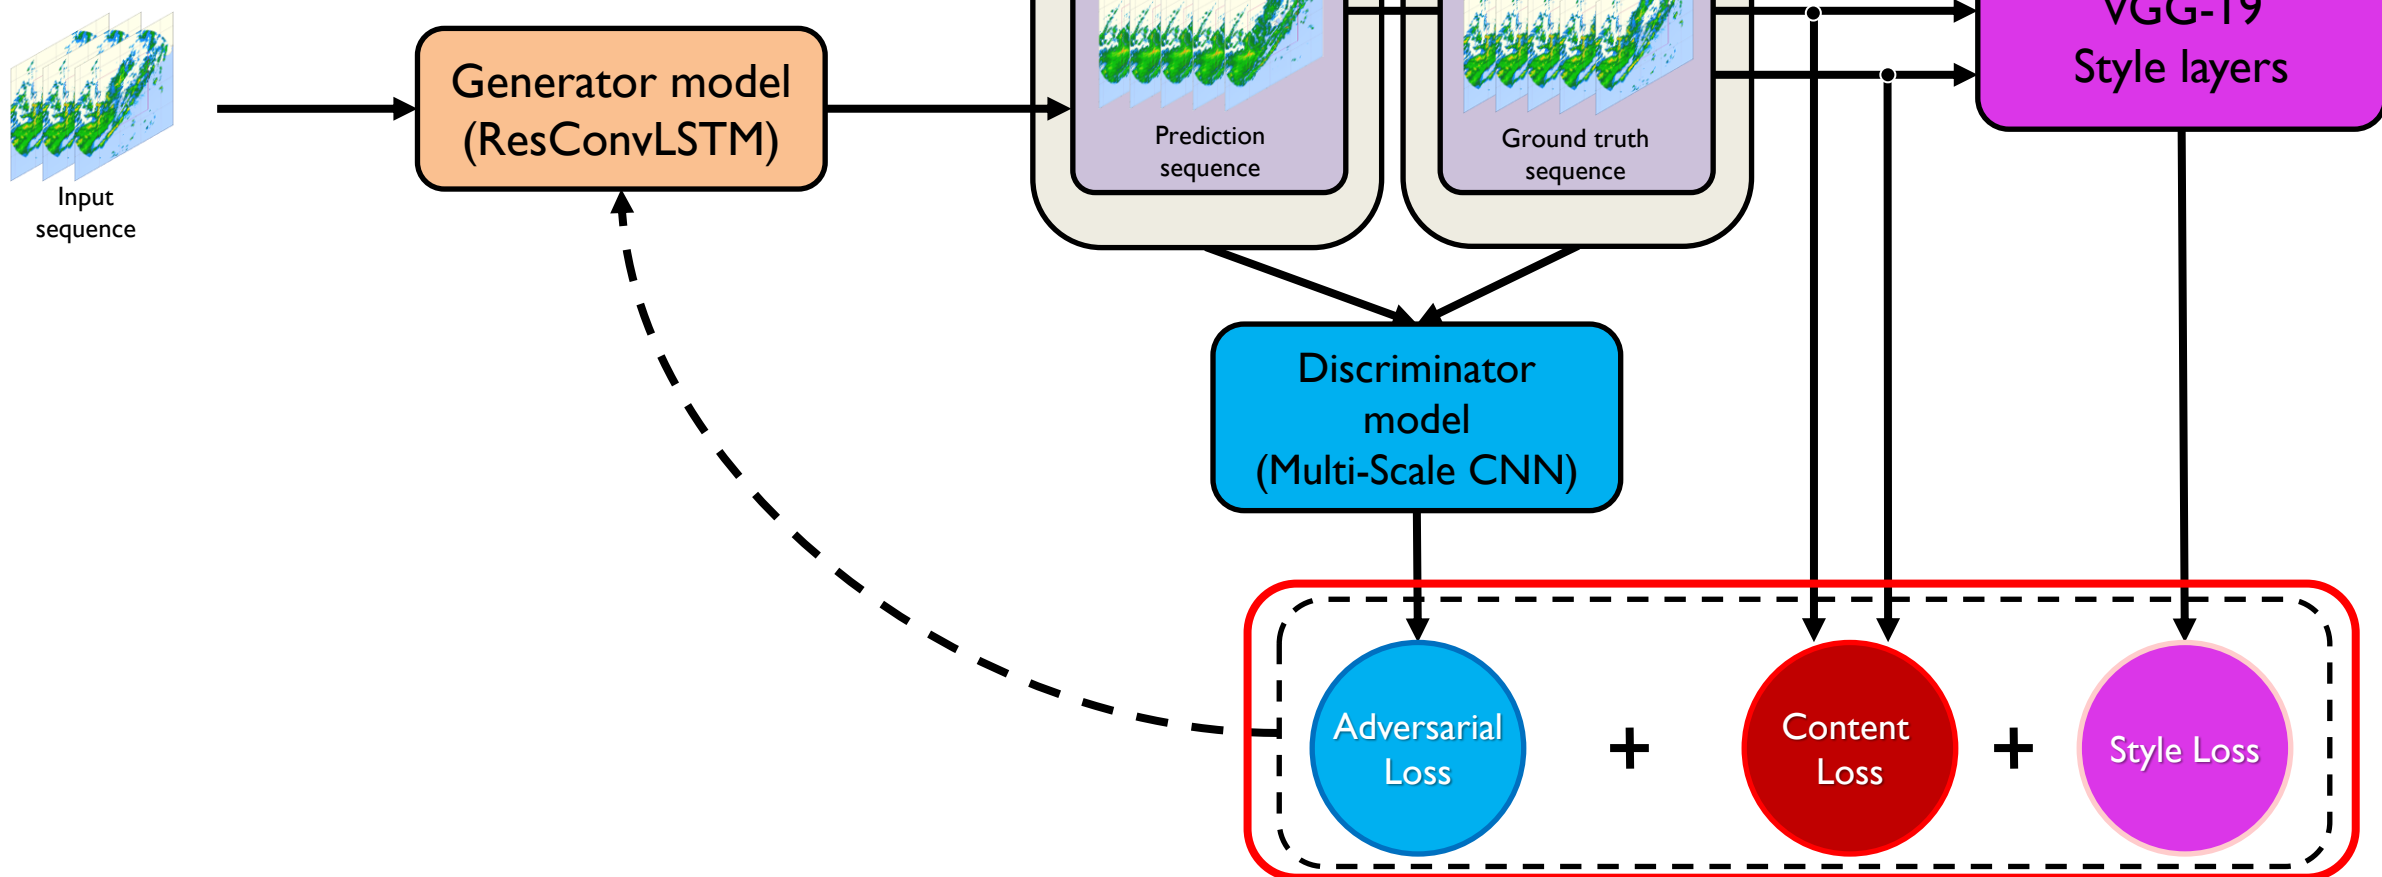 Input
sequence
Generator model
(ResConvLSTM)
Prediction
sequence
Ground truth
sequence
VGG-19
Style layers
Discriminator
model
(Multi-Scale CNN)
Adversarial
Loss
+
Content
Loss
+
Style Loss